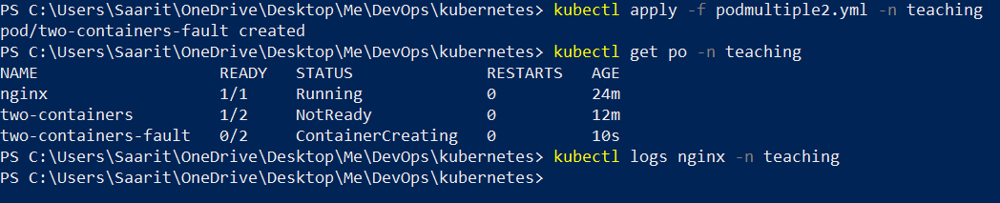 PS C:\Users\Saarit\OneDrive\Desktop\Me\DevOps\kubernetes> kubectl apply -f podmultiple2.yml -n teaching
pod/two-containers-fault created
PS C:\Users\Saarit\OneDrive\Desktop\Me\DevOps\kubernetes> kubectl get po -n teaching
NAME                   READY   STATUS              RESTARTS   AGE
nginx                  1/1     Running             0          24m
two-containers         1/2     NotReady            0          12m
two-containers-fault   0/2     ContainerCreating   0          10s
PS C:\Users\Saarit\OneDrive\Desktop\Me\DevOps\kubernetes> kubectl logs nginx -n teaching
PS C:\Users\Saarit\OneDrive\Desktop\Me\DevOps\kubernetes>